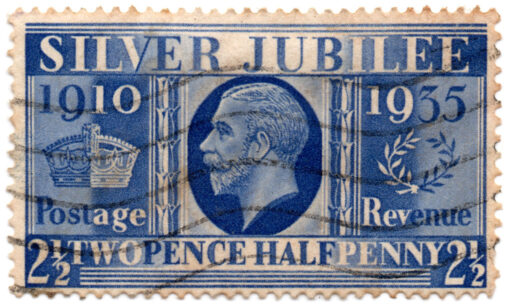 SILVER JUBILEE
1910 1935
Postage Revenue
2½ TWOPENCE HALFPENNY 2½